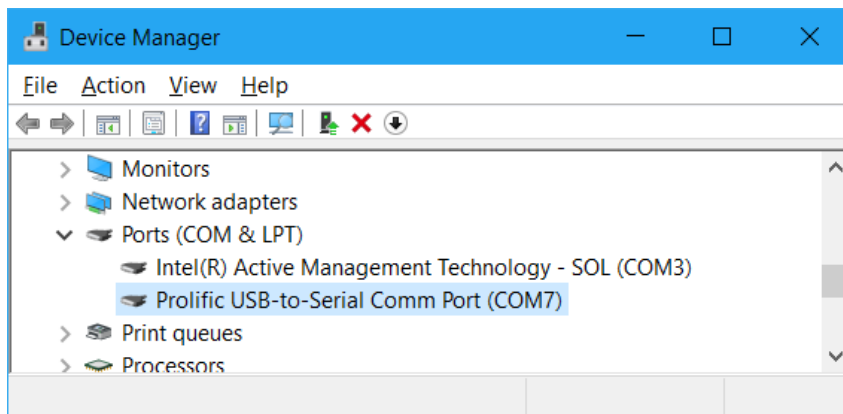 Device Manager
File Action View Help
Monitors
Network adapters
Ports (COM & LPT)
Intel(R) Active Management Technology - SOL (COM3)
Prolific USB-to-Serial Comm Port (COM7)
Print queues
Processors